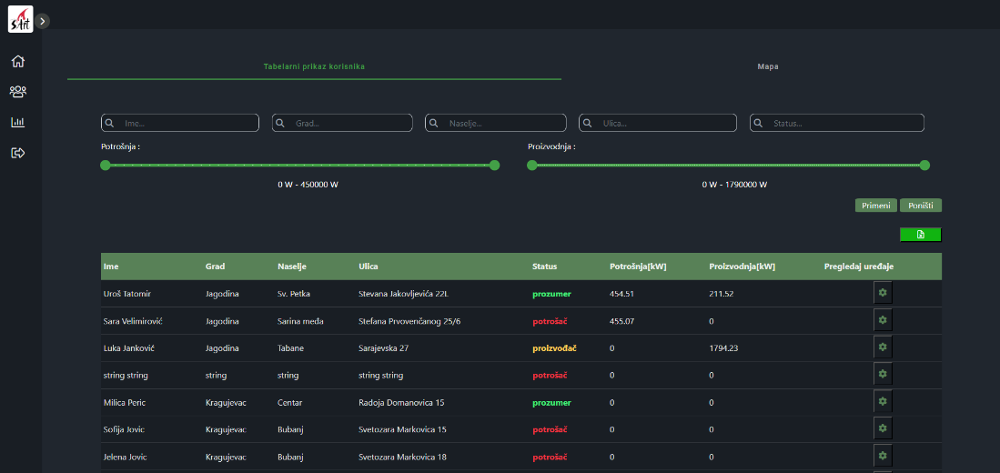 sArt
Tabelarni prikaz korisnika Mapa
Ime... Grad... Naselje... Ulica... Status...
Potrošnja : Proizvodnja :
0 W - 450000 W 0 W - 1790000 W
Primeni Poništi
Ime Grad Naselje Ulica Status Potrošnja[kW] Proizvodnja[kW] Pregledaj uređaje
Uroš Tatomir Jagodina Sv. Petka Stevana Jakovljevića 22L prozumer 454.51 211.52
Sara Velimirović Jagodina Sarina međa Stefana Prvovenčanog 25/6 potrošač 455.07 0
Luka Janković Jagodina Tabane Sarajevska 27 proizvođač 0 1794.23
string string string string string string potrošač 0 0
Milica Peric Kragujevac Centar Radoja Domanovica 15 prozumer 0 0
Sofija Jovic Kragujevac Bubanj Svetozara Markovica 15 potrošač 0 0
Jelena Jovic Kragujevac Bubanj Svetozara Markovica 18 potrošač 0 0